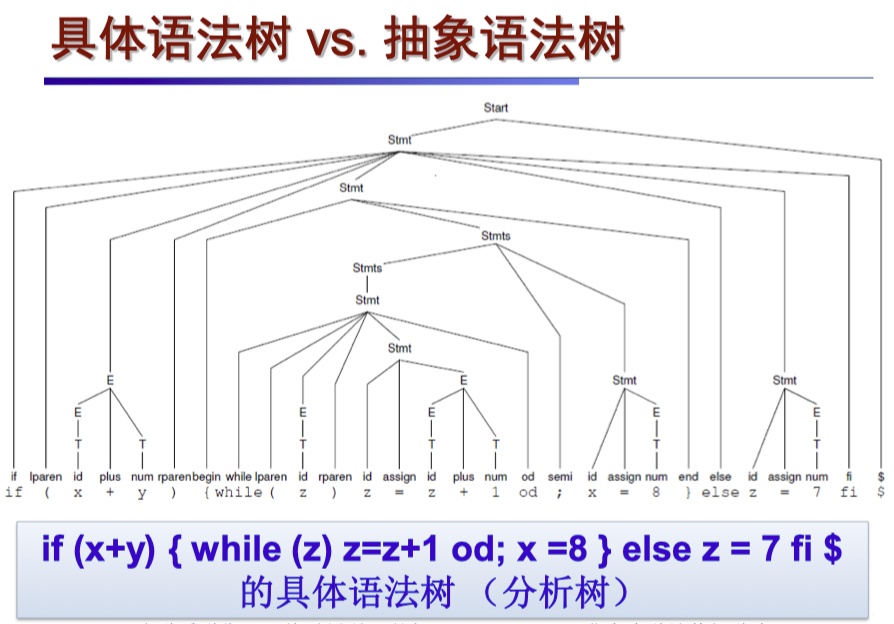 具体语法树 vs. 抽象语法树
Start
Stmt
Stmt
Stmts
Stmts
Stmt
Stmt
E E Stmt Stmt
E E E E E
T T T T T T T
if lparen id plus num rparen begin while lparen id rparen id assign id plus num od semi id assign num end else id assign num fi $
if ( x + y ) { while ( z ) z = z + 1 od ; x = 8 } else z = 7 fi $
if (x+y) { while (z) z=z+1 od; x =8 } else z = 7 fi $
的具体语法树 （分析树）